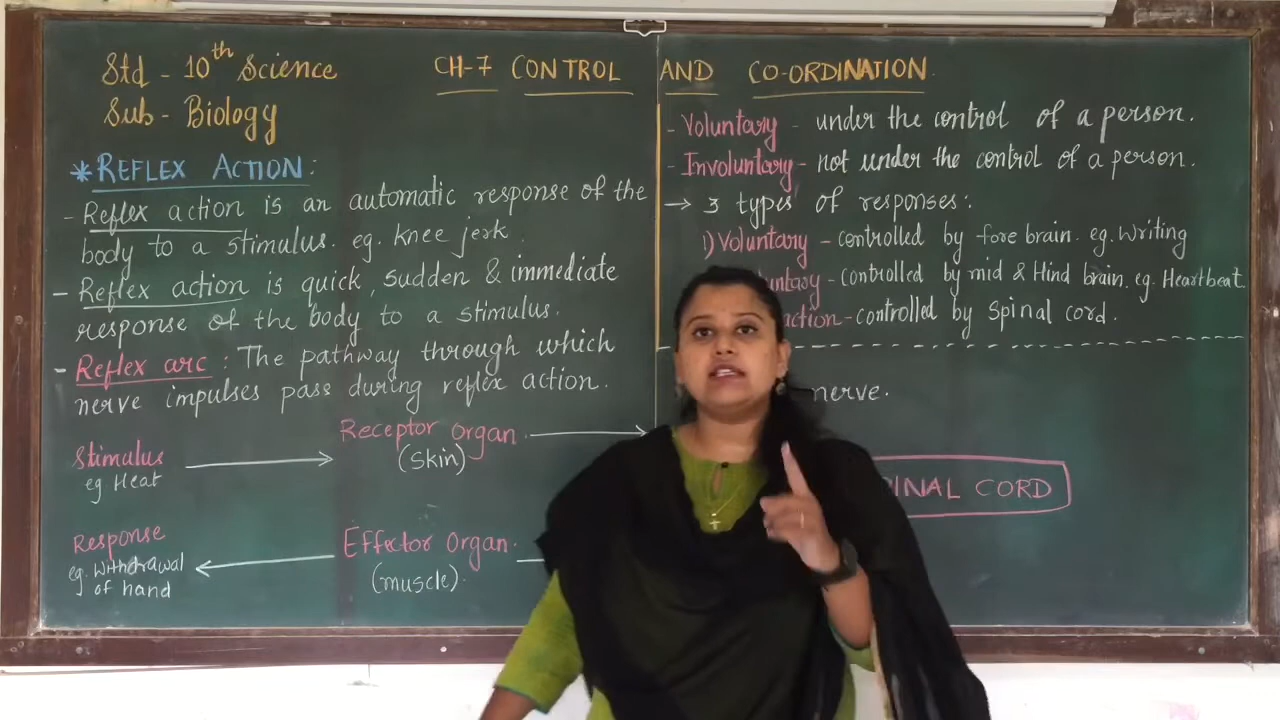 Std - 10th Science
Sub - Biology
CH-7 CONTROL AND CO-ORDINATION.
* REFLEX ACTION:
- Reflex action is an automatic response of the
body to a stimulus. eg. knee jerk.
- Reflex action is quick, sudden & immediate
response of the body to a stimulus.
- Reflex arc : The pathway through which
nerve impulses pass during reflex action.
Stimulus
eg Heat
Receptor Organ
(Skin)
Response
eg. Withdrawal
of hand
Effector Organ.
(muscle).
- Voluntary - under the control of a person.
- Involuntary - not under the control of a person.
→ 3 types of responses:
i) Voluntary - controlled by fore brain. eg. Writing
untary - controlled by mid & Hind brain. eg. Heartbeat.
action - controlled by Spinal cord.
nerve.
PINAL CORD